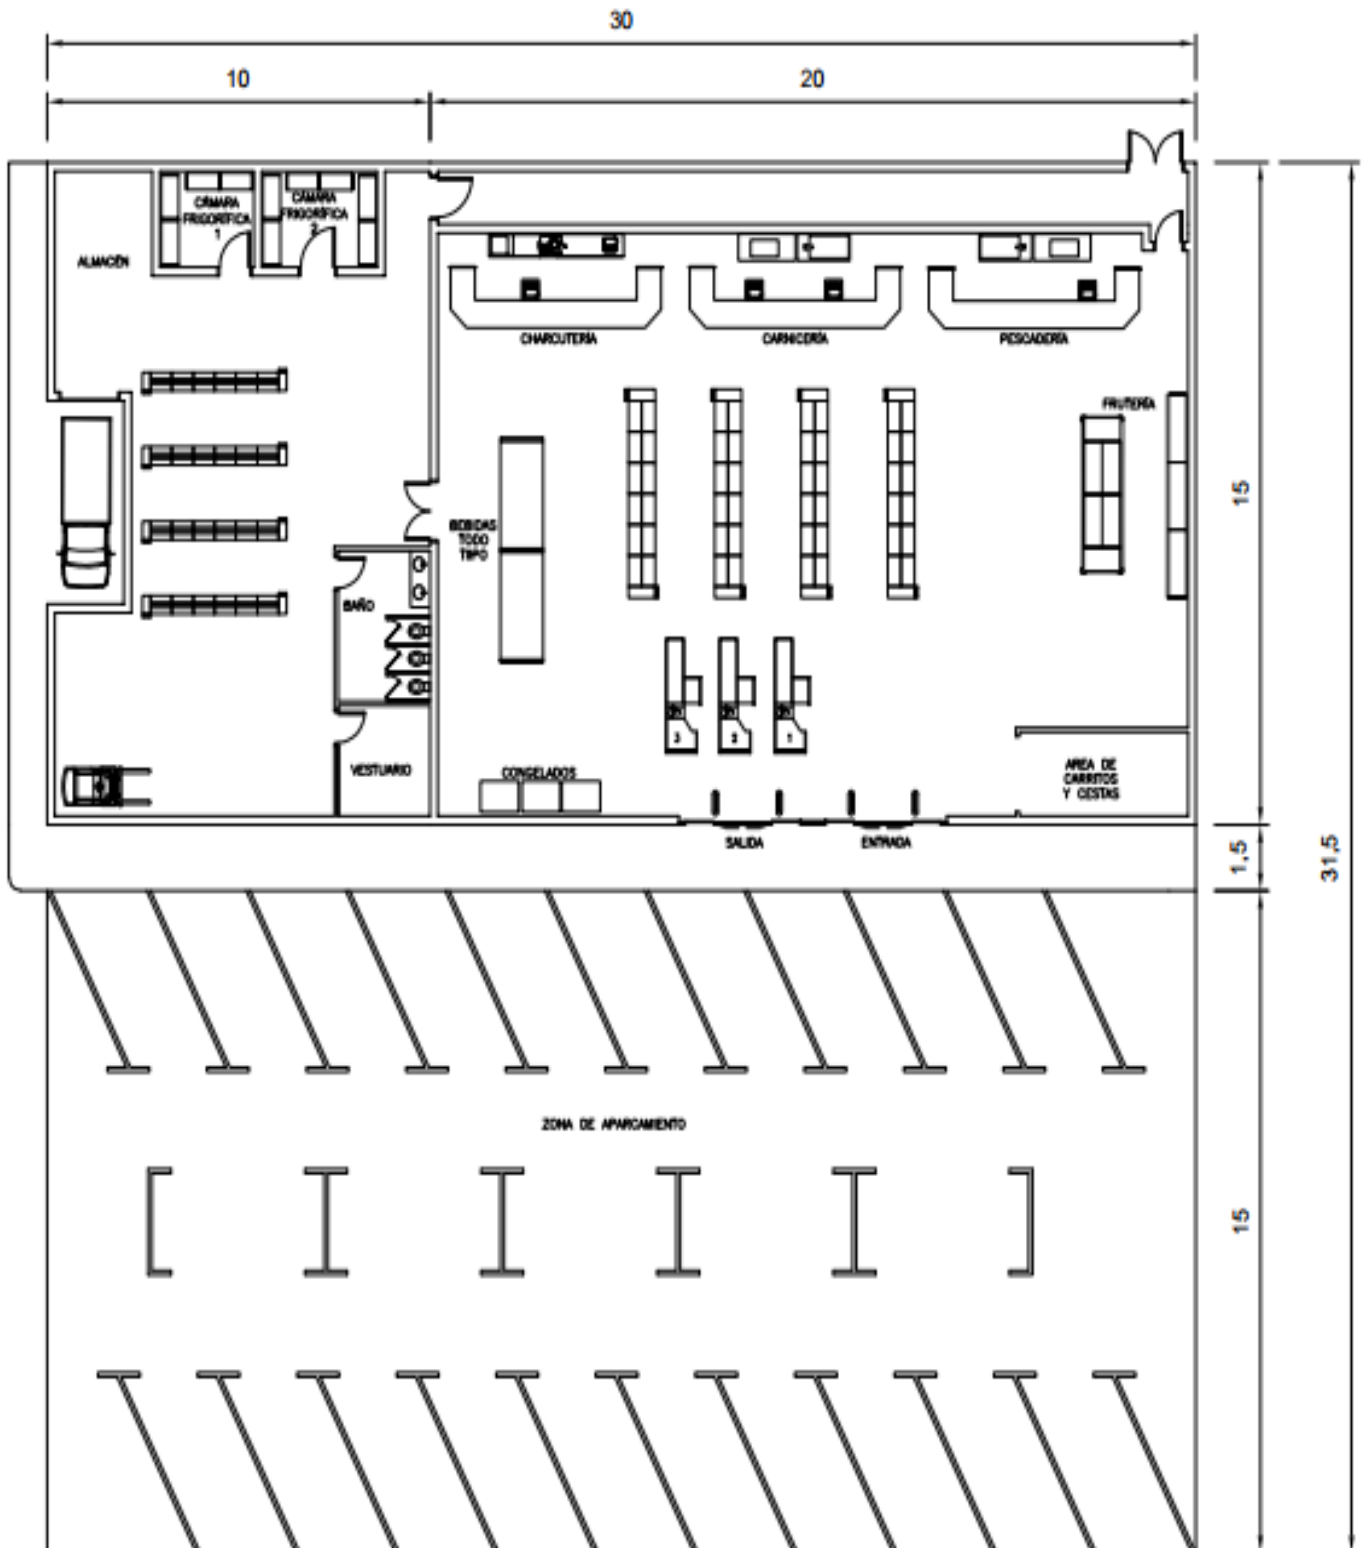 30
10
20
CÁMARA
FRIGORÍFICA
1
CÁMARA
FRIGORÍFICA
2
ALMACÉN
CHARCUTERÍA
CARNICERÍA
PESCADERÍA
FRUTERÍA
15
BEBIDAS
TODO
TIPO
BAÑO
3
2
1
VESTUARIO
CONGELADOS
AREA DE
CARRITOS
Y CESTAS
SALIDA
ENTRADA
1,5
31,5
ZONA DE APARCAMIENTO
15